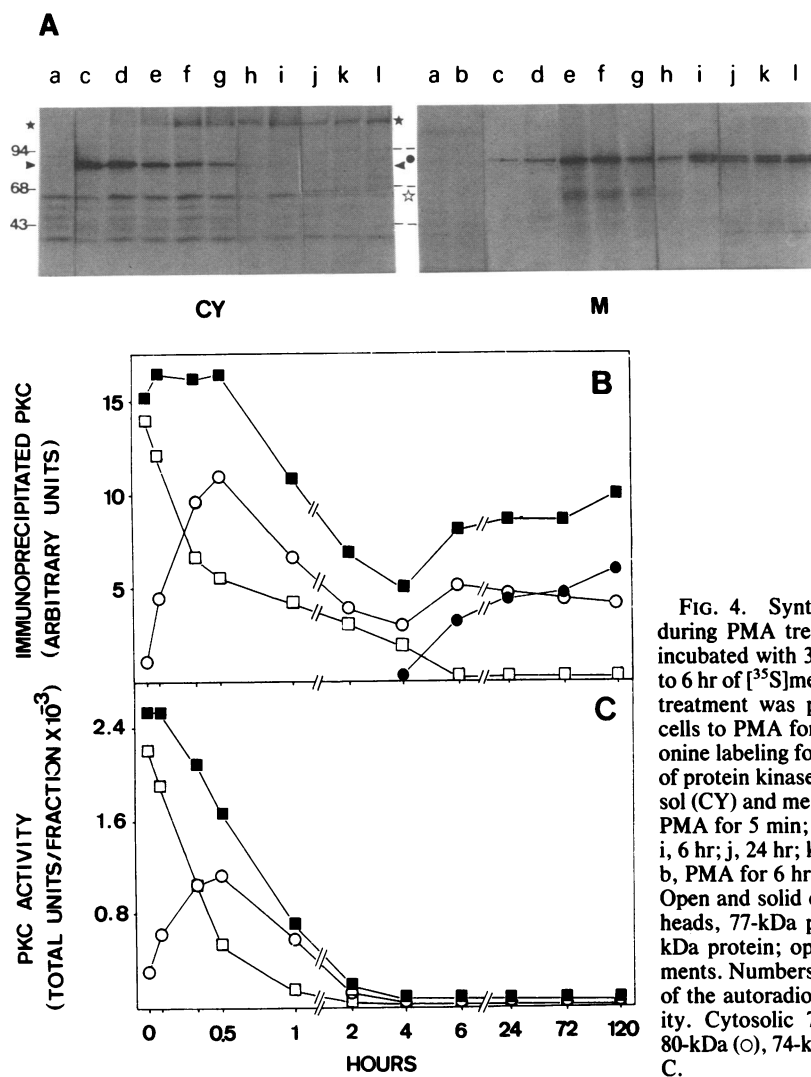 A
a c d e f g h i j k l
a b c d e f g h i j k l
94
68
43
CY
M
IMMUNOPRECIPITATED PKC
(ARBITRARY UNITS)
15
10
5
B
PKC ACTIVITY
(TOTAL UNITS/FRACTION X10⁻³)
2.4
1.6
0.8
C
0 0.5 1 2 4 6 24 72 120
HOURS
FIG. 4. Synt
during PMA tre
incubated with 3
to 6 hr of [³⁵S]me
treatment was p
cells to PMA for
onine labeling fo
of protein kinase
sol (CY) and me
PMA for 5 min;
i, 6 hr; j, 24 hr; k
b, PMA for 6 hr
Open and solid
heads, 77-kDa p
kDa protein; op
ments. Numbers
of the autoradio
ity. Cytosolic 7
80-kDa (○), 74-k
C.